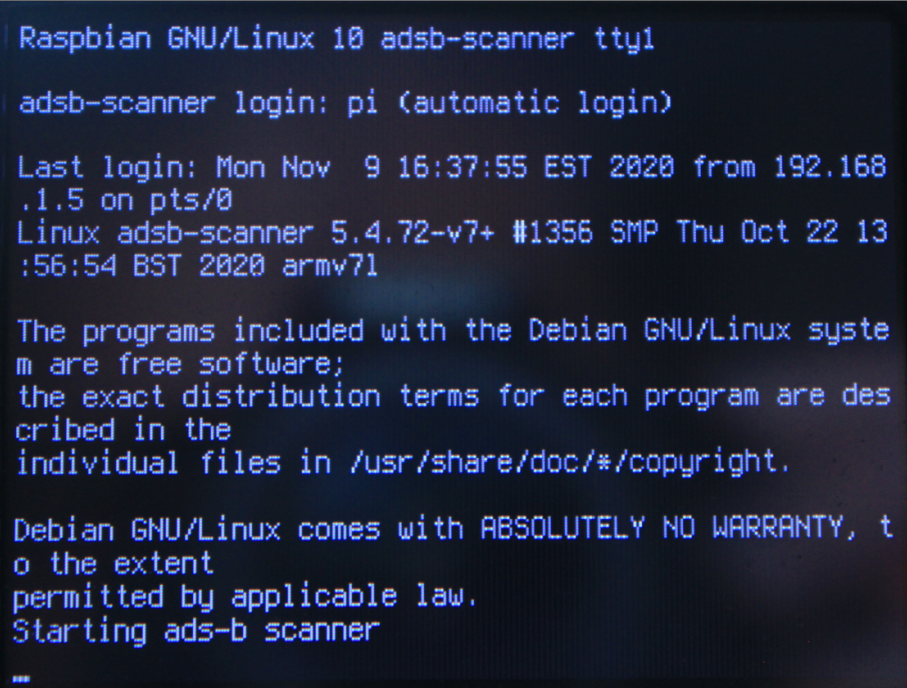 Raspbian GNU/Linux 10 adsb-scanner tty1
adsb-scanner login: pi (automatic login)
Last login: Mon Nov  9 16:37:55 EST 2020 from 192.168
.1.5 on pts/0
Linux adsb-scanner 5.4.72-v7+ #1356 SMP Thu Oct 22 13
:56:54 BST 2020 armv7l
The programs included with the Debian GNU/Linux syste
m are free software;
the exact distribution terms for each program are des
cribed in the
individual files in /usr/share/doc/*/copyright.
Debian GNU/Linux comes with ABSOLUTELY NO WARRANTY, t
o the extent
permitted by applicable law.
Starting ads-b scanner